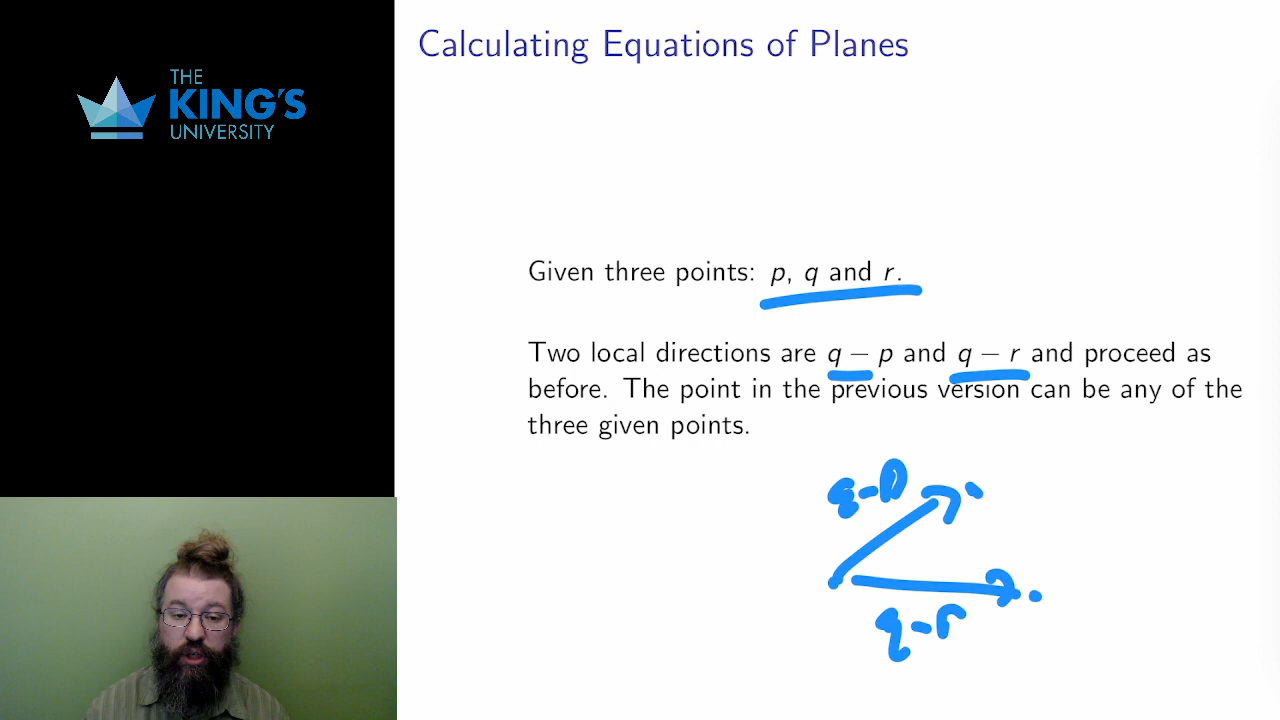 THE
KING'S
UNIVERSITY
Calculating Equations of Planes
Given three points: p, q and r.
Two local directions are q − p and q − r and proceed as
before. The point in the previous version can be any of the
three given points.
q-p
q-r